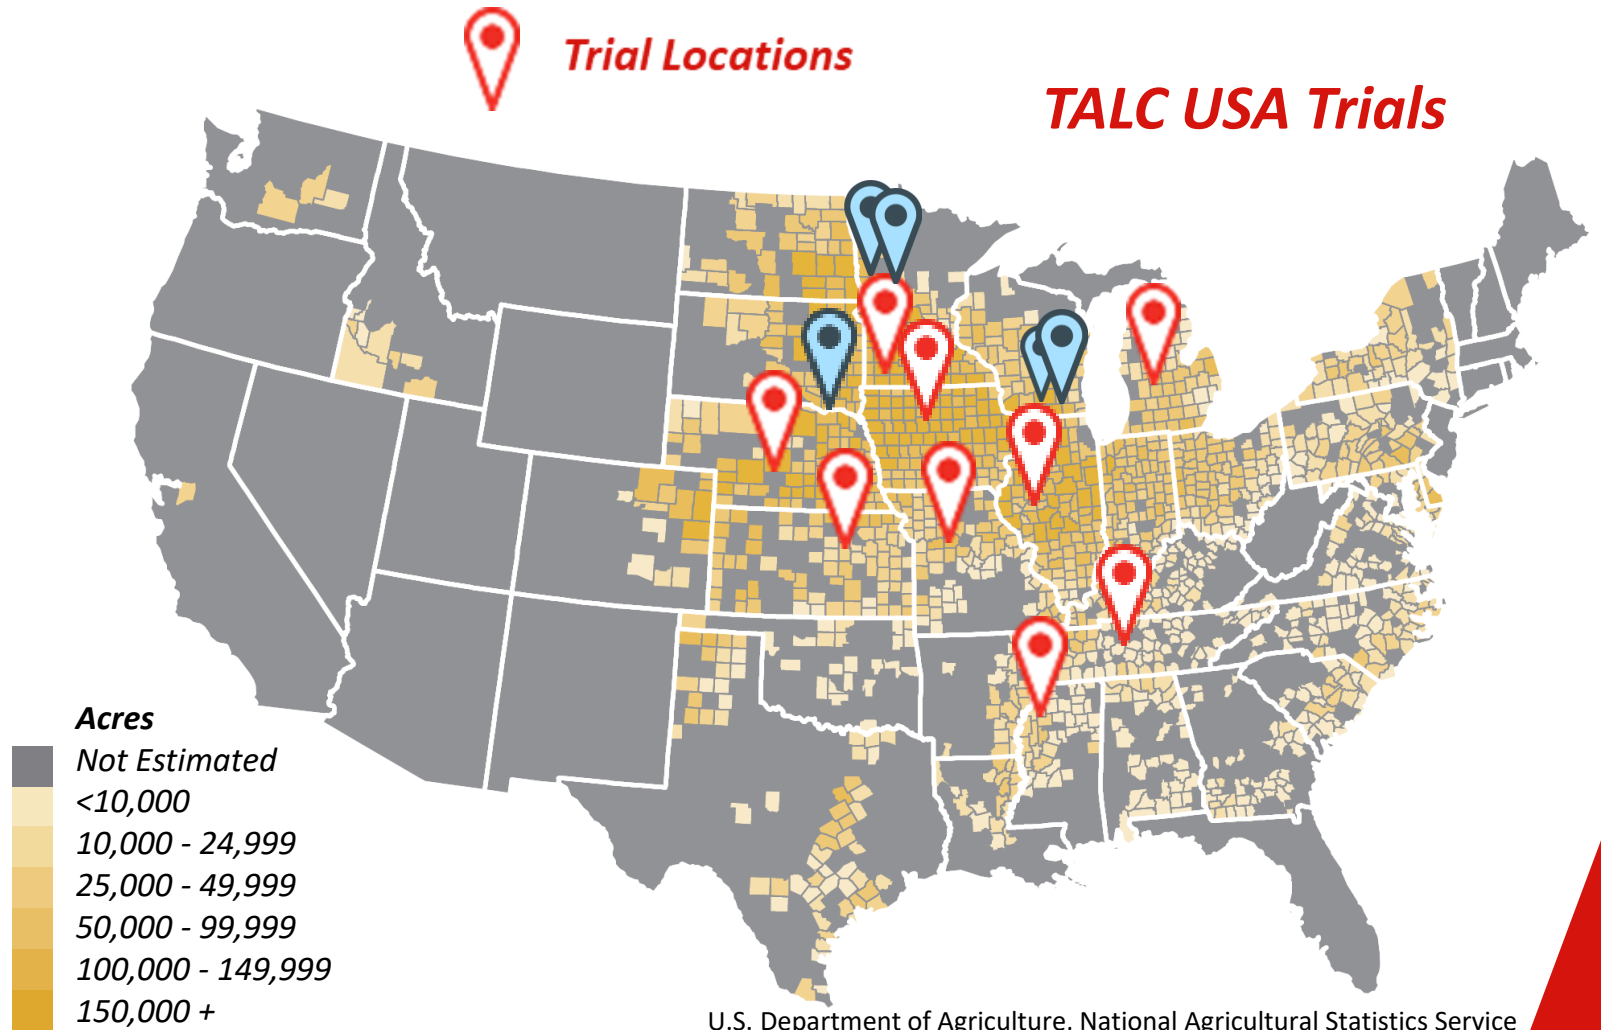 Trial Locations
TALC USA Trials
Acres
Not Estimated
<10,000
10,000 - 24,999
25,000 - 49,999
50,000 - 99,999
100,000 - 149,999
150,000 +
U.S. Department of Agriculture, National Agricultural Statistics Service